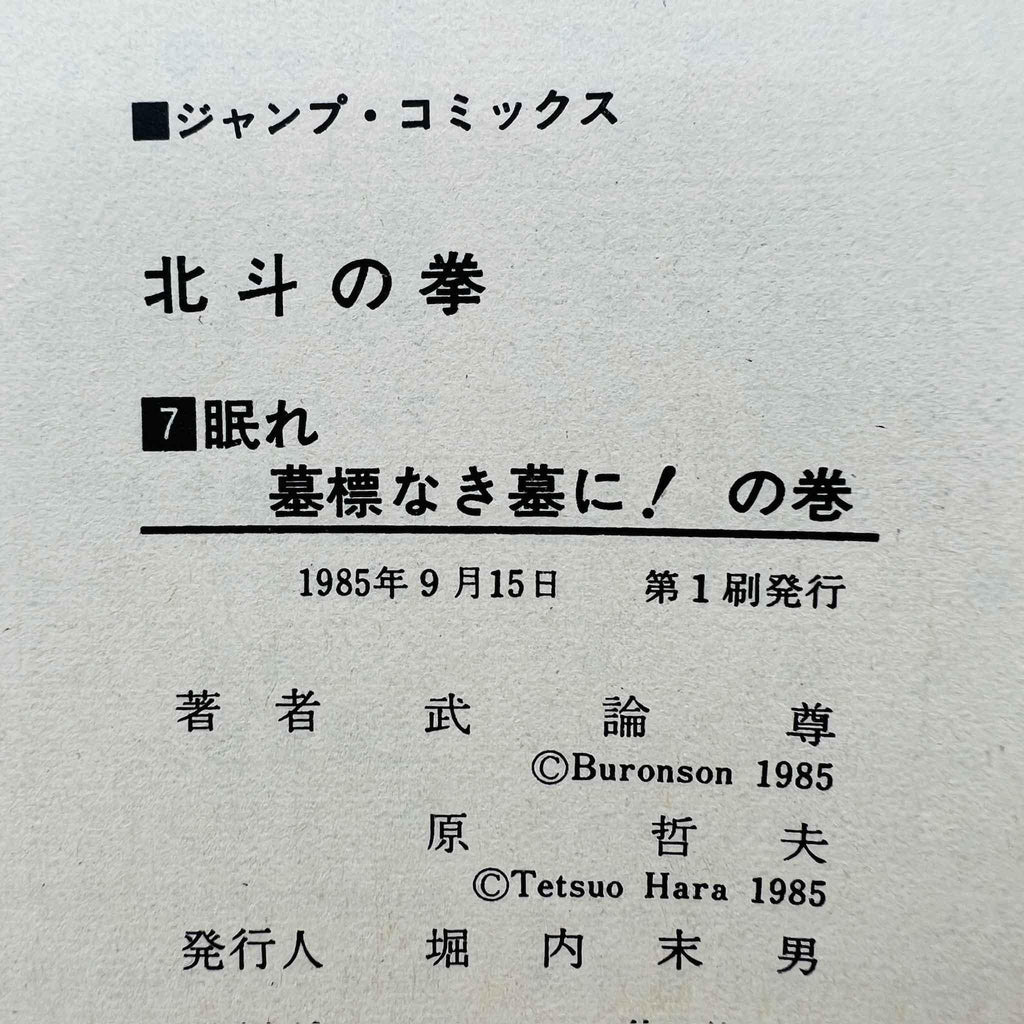 ■ジャンプ・コミックス
北斗の拳
7 眠れ
墓標なき墓に! の巻
1985年9月15日 第1刷発行
著者 武論尊
©Buronson 1985
原哲夫
©Tetsuo Hara 1985
発行人 堀内末男